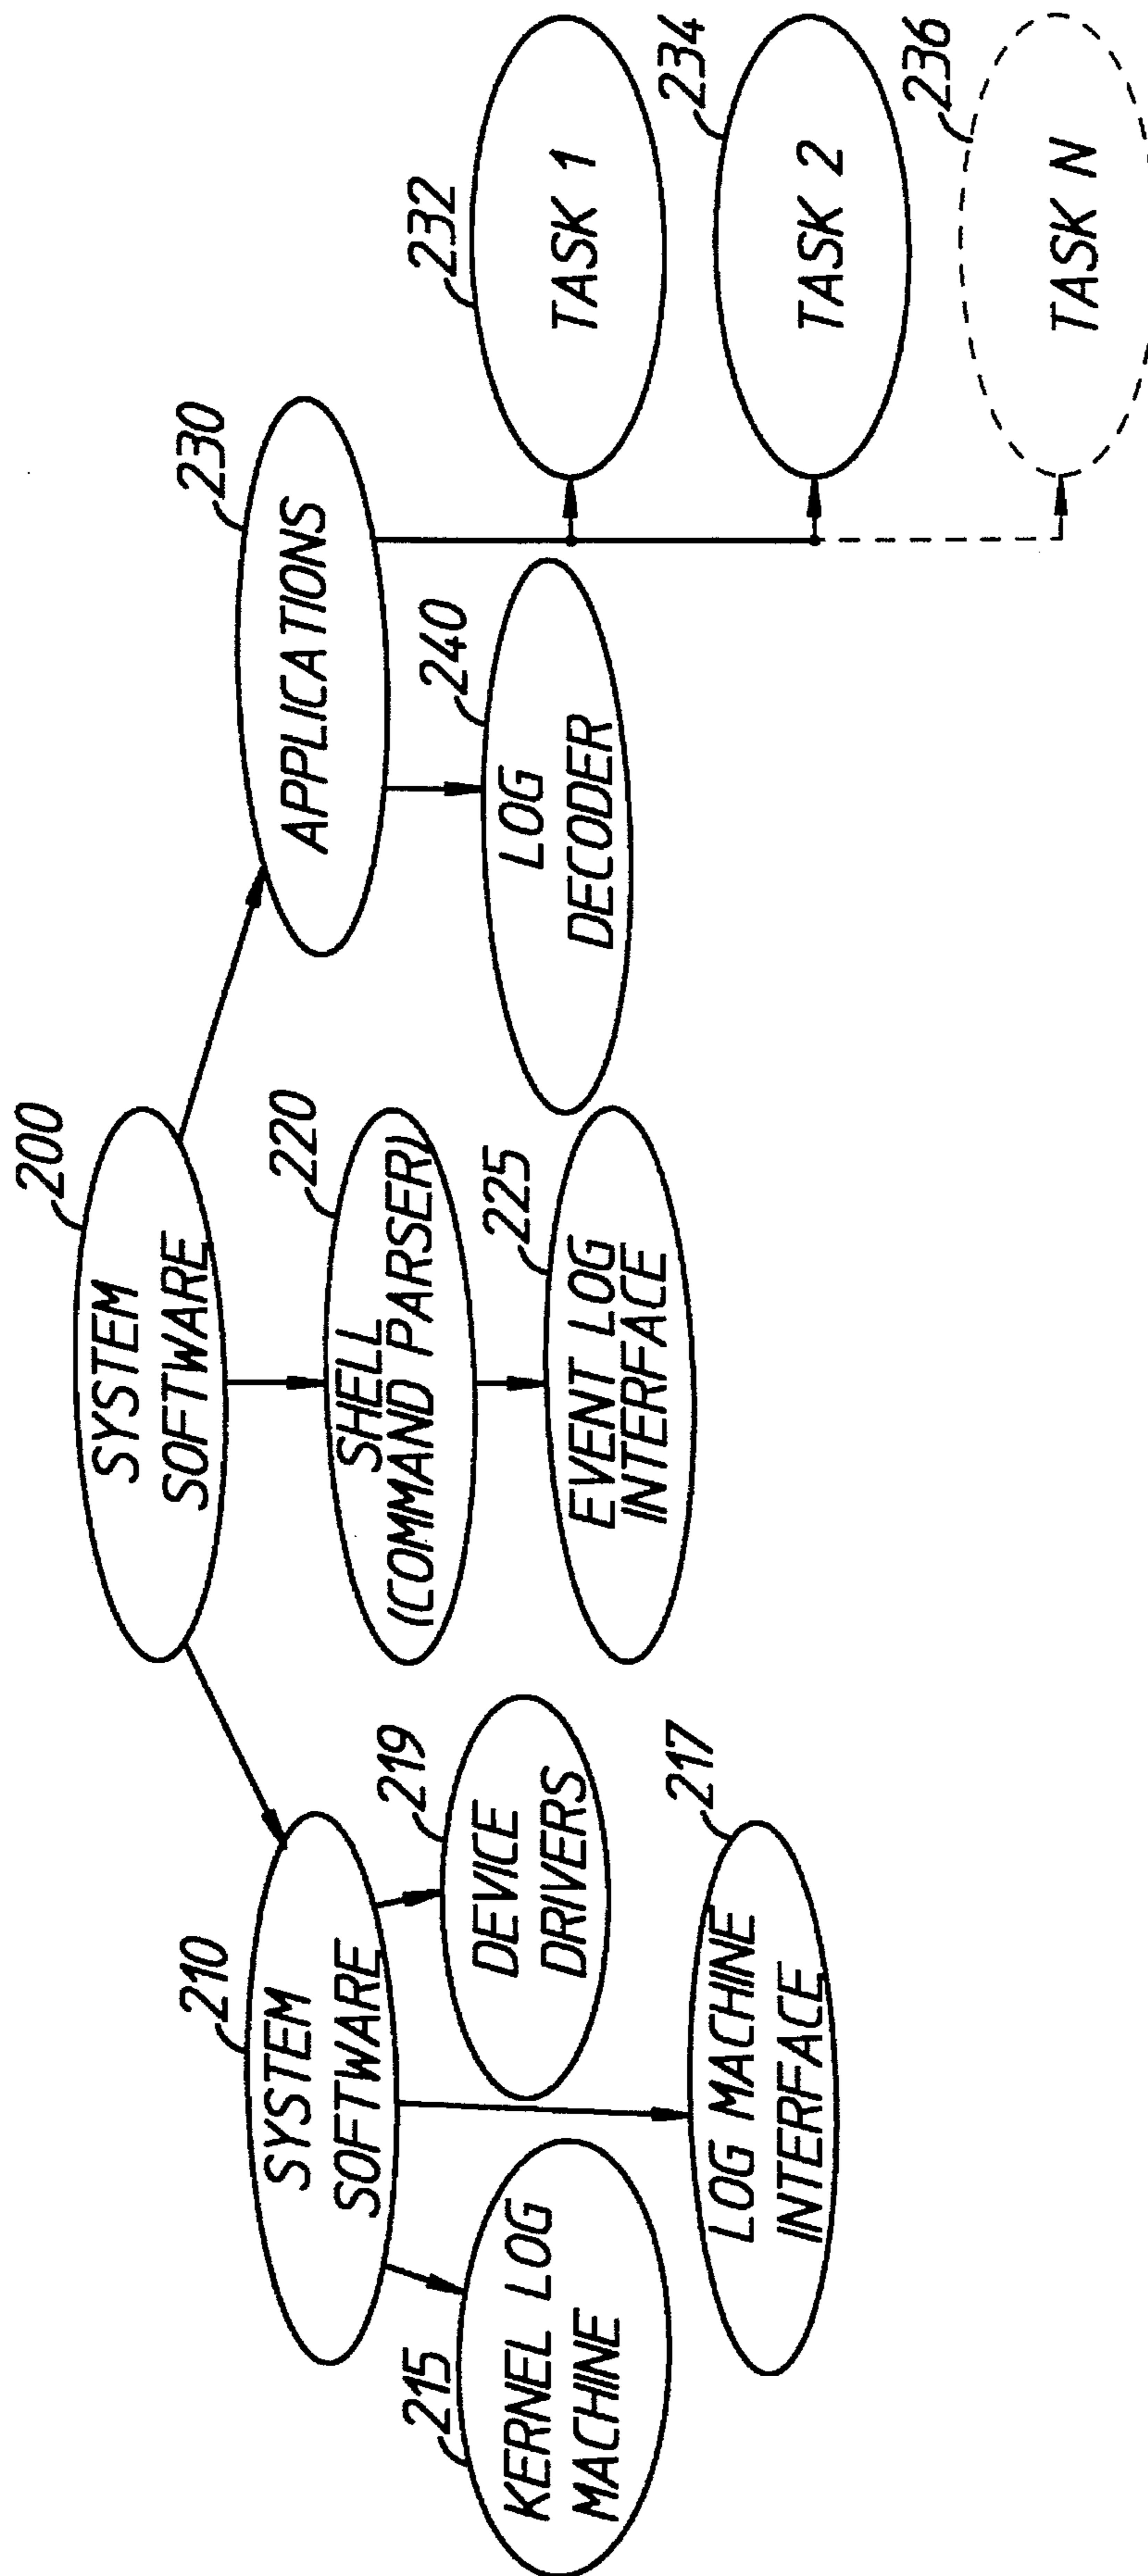 200
SYSTEM
SOFTWARE
210
SYSTEM
SOFTWARE
215
KERNEL LOG
MACHINE
219
DEVICE
DRIVERS
217
LOG MACHINE
INTERFACE
220
SHELL
(COMMAND PARSER)
225
EVENT LOG
INTERFACE
230
APPLICATIONS
240
LOG
DECODER
232
TASK 1
234
TASK 2
236
TASK N